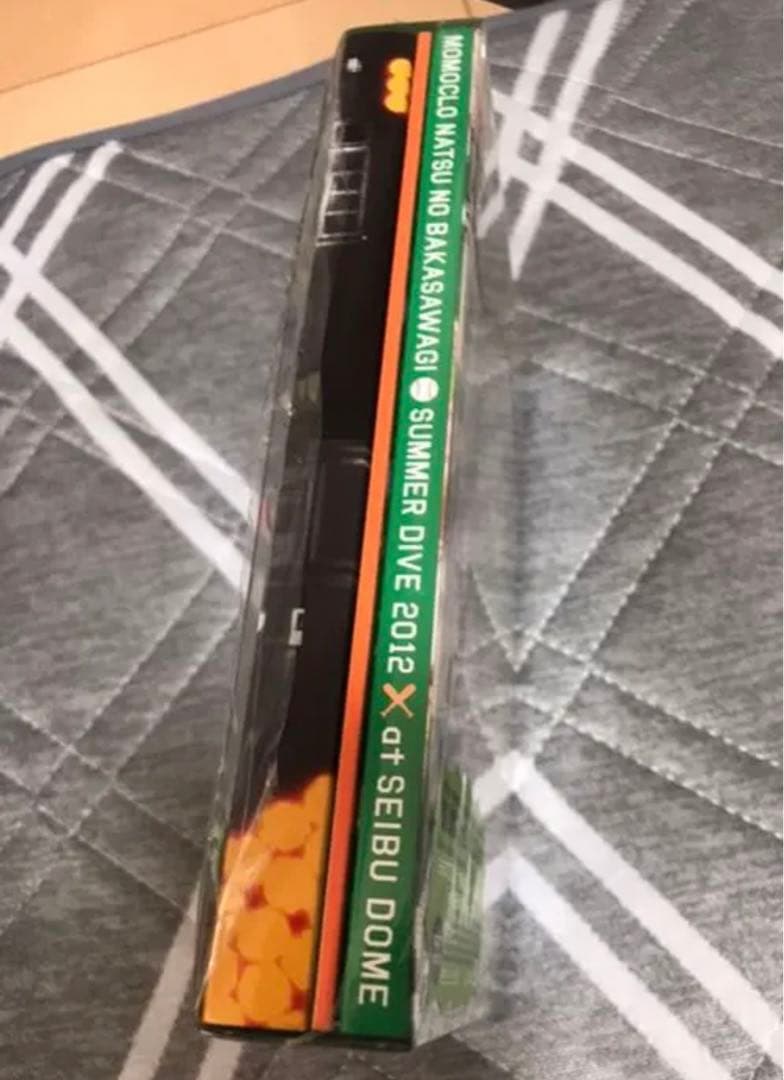 MOMOCLO NATSU NO BAKASAWAGI SUMMER DIVE 2012 X at SEIBU DOME